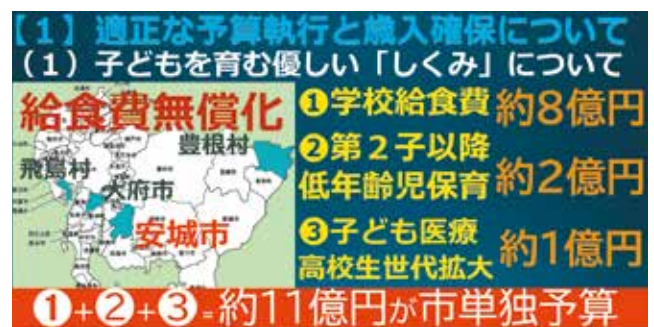 【1】適正な予算執行と歳入確保について
（1）子どもを育む優しい「しくみ」について
給食費無償化
豊根村
飛島村
大府市
安城市
❶学校給食費 約8億円
❷第2子以降
低年齢児保育 約2億円
❸子ども医療
高校生世代拡大 約1億円
❶+❷+❸=約11億円が市単独予算